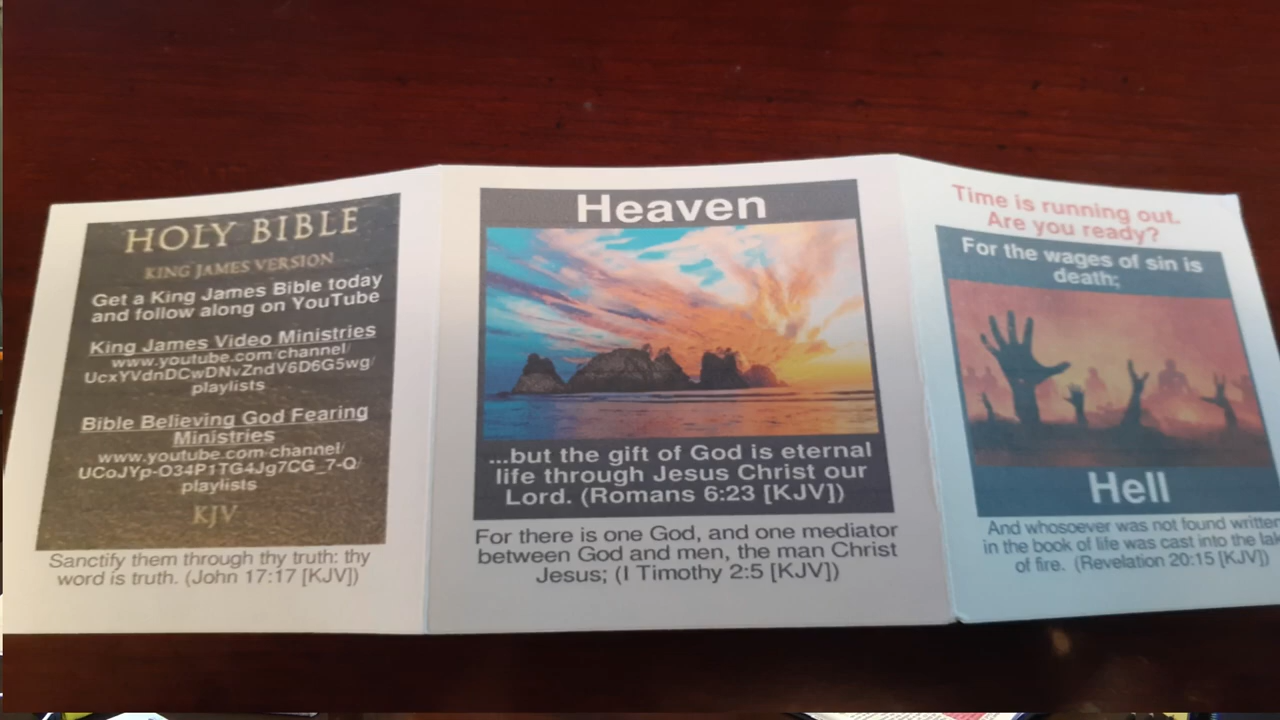 HOLY BIBLE
KING JAMES VERSION
Get a King James Bible today
and follow along on YouTube
King James Video Ministries
www.youtube.com/channel/
UcxYVdnDCwDNvZndV6D6G5wg/
playlists
Bible Believing God Fearing
Ministries
www.youtube.com/channel/
UCoJYp-O34P1TG4Jg7CG_7-Q/
playlists
KJV
Sanctify them through thy truth: thy
word is truth. (John 17:17 [KJV])
Heaven
...but the gift of God is eternal
life through Jesus Christ our
Lord. (Romans 6:23 [KJV])
For there is one God, and one mediator
between God and men, the man Christ
Jesus; (I Timothy 2:5 [KJV])
Time is running out.
Are you ready?
For the wages of sin is
death;
Hell
And whosoever was not found written
in the book of life was cast into the lak
of fire. (Revelation 20:15 [KJV])